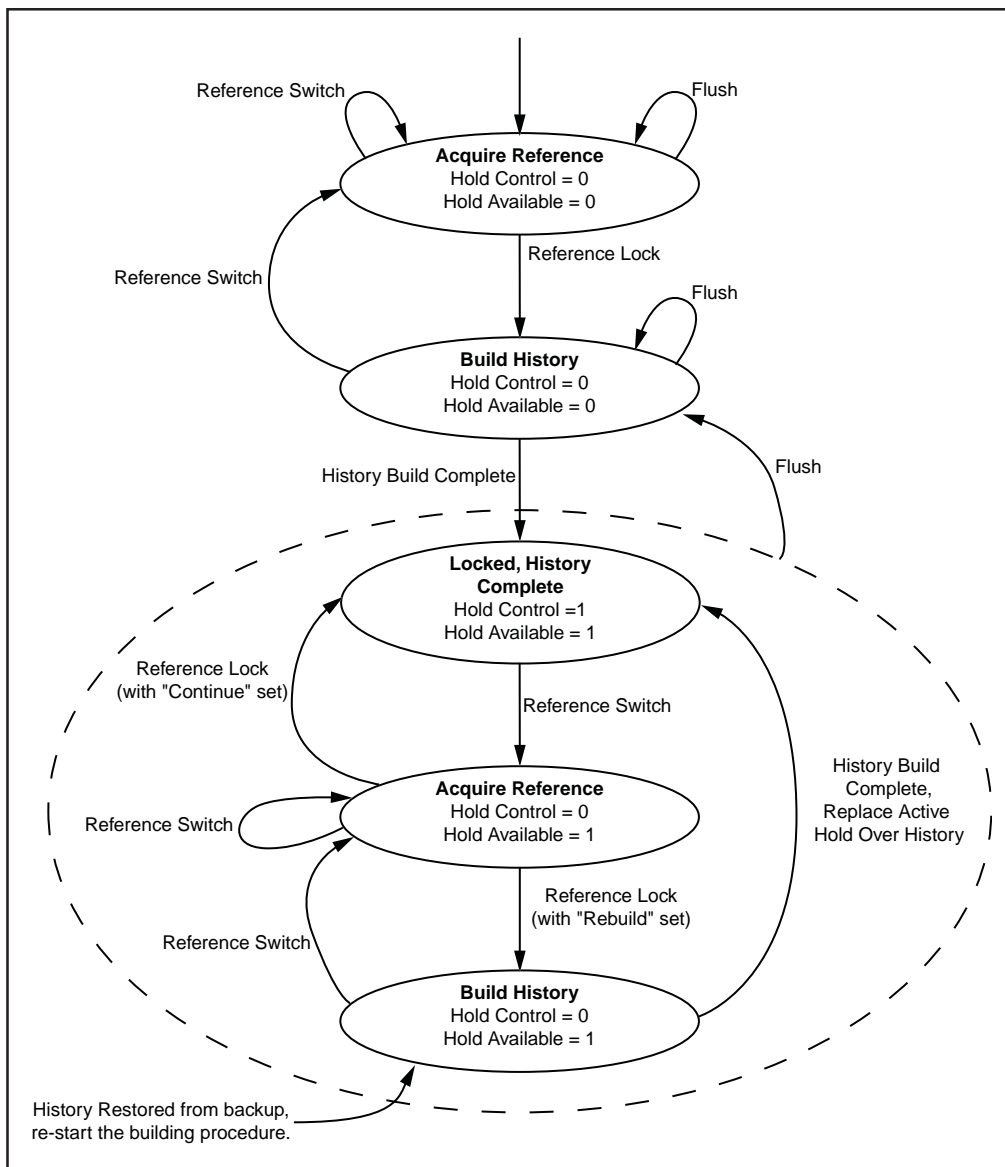 Reference Switch
Flush
Acquire Reference
Hold Control = 0
Hold Available = 0
Reference Lock
Reference Switch
Flush
Build History
Hold Control = 0
Hold Available = 0
History Build Complete
Flush
Locked, History
Complete
Hold Control =1
Hold Available = 1
Reference Lock
(with "Continue" set)
Reference Switch
Acquire Reference
Hold Control = 0
Hold Available = 1
Reference Switch
History Build
Complete,
Replace Active
Hold Over History
Reference Lock
(with "Rebuild" set)
Reference Switch
Build History
Hold Control = 0
Hold Available = 1
History Restored from backup,
re-start the building procedure.